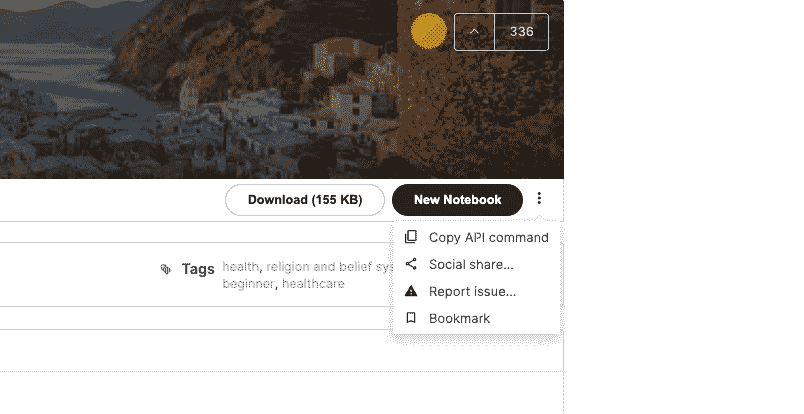 336
Download (155 KB)
New Notebook
Copy API command
Tags
health, religion and belief sys
Social share...
beginner, healthcare
Report issue...
Bookmark